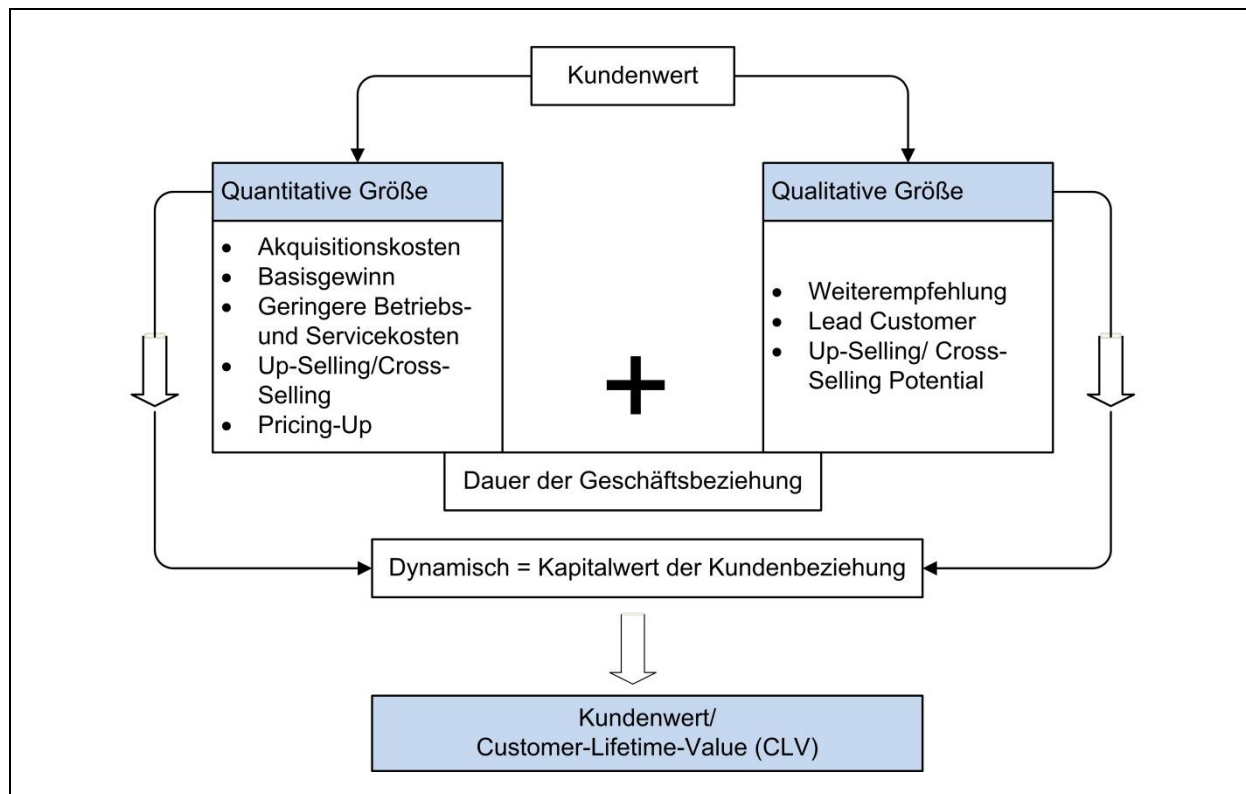 Kundenwert
Quantitative Größe
• Akquisitionskosten
• Basisgewinn
• Geringere Betriebs-
und Servicekosten
• Up-Selling/Cross-
Selling
• Pricing-Up
+
Qualitative Größe
• Weiterempfehlung
• Lead Customer
• Up-Selling/ Cross-
Selling Potential
Dauer der Geschäftsbeziehung
Dynamisch = Kapitalwert der Kundenbeziehung
Kundenwert/
Customer-Lifetime-Value (CLV)